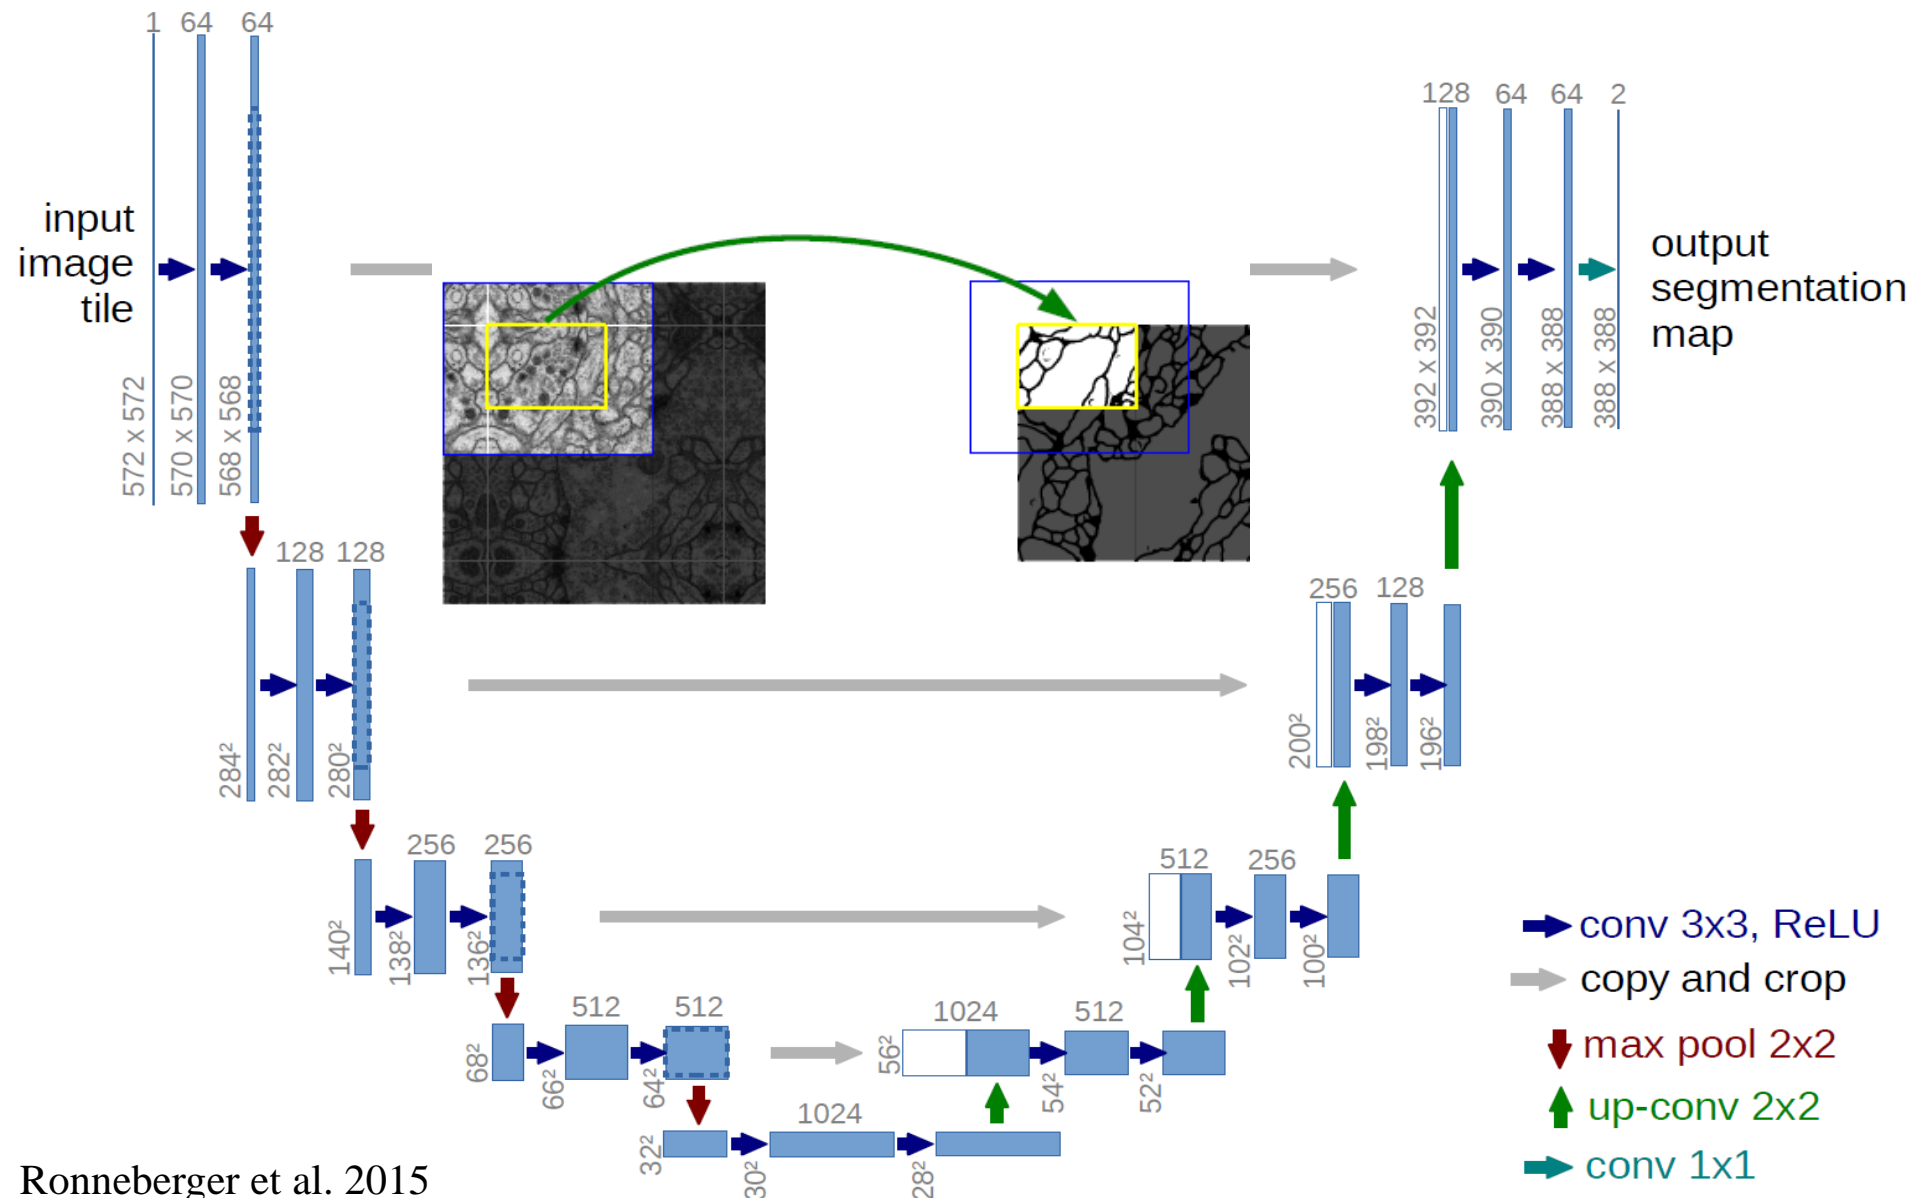 1 64 64
input
image
tile
572 x 572
570 x 570
568 x 568
128 64 64 2
output
segmentation
map
392 x 392
390 x 390
388 x 388
388 x 388
128 128
284²
282²
280²
256 128
200²
198²
196²
256 256
140²
138²
136²
512 256
104²
102²
100²
512 512
68²
66²
64²
1024 512
56²
54²
52²
1024
32²
30²
28²
conv 3x3, ReLU
copy and crop
max pool 2x2
up-conv 2x2
conv 1x1
Ronneberger et al. 2015